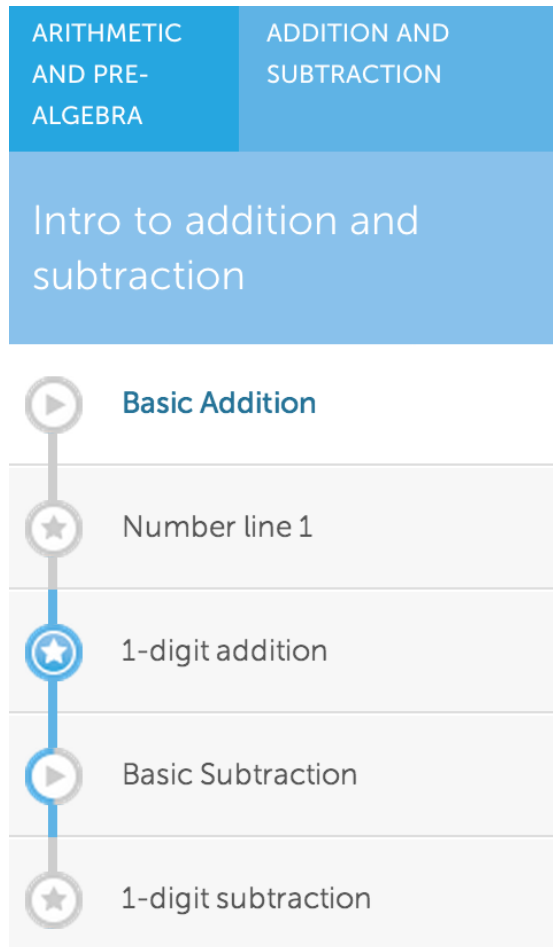 ARITHMETIC
AND PRE-
ALGEBRA
ADDITION AND
SUBTRACTION
Intro to addition and
subtraction
Basic Addition
Number line 1
1-digit addition
Basic Subtraction
1-digit subtraction